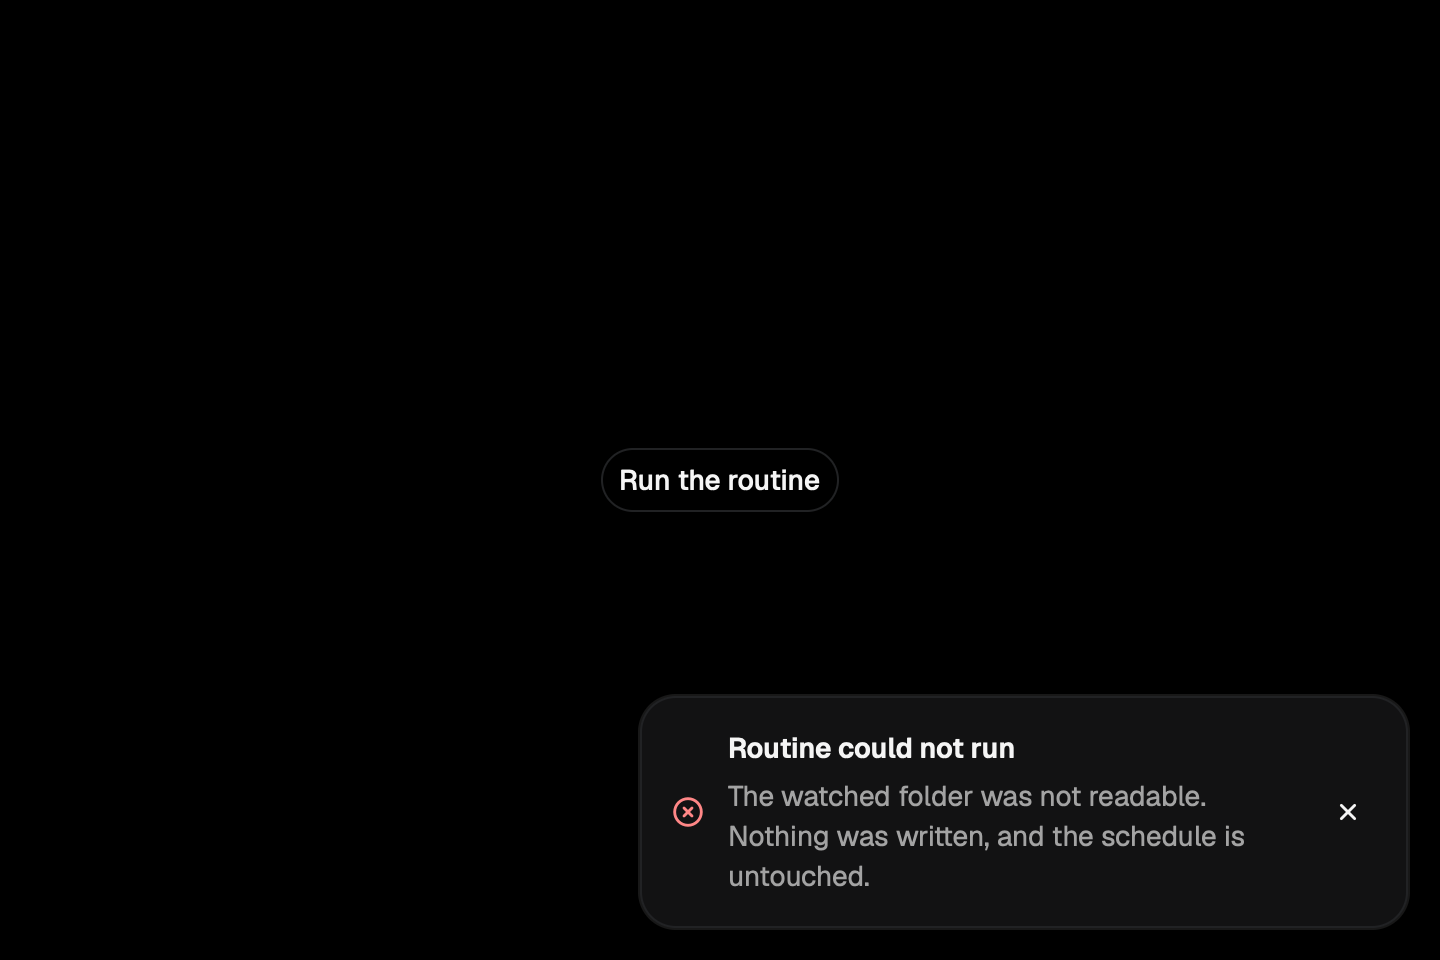 Run the routine
Routine could not run
The watched folder was not readable.
Nothing was written, and the schedule is
untouched.